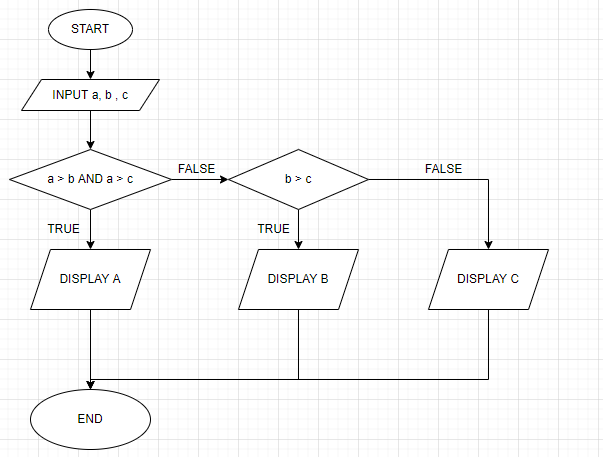 START
INPUT a, b , c
a > b AND a > c
FALSE
b > c
FALSE
TRUE
TRUE
DISPLAY A
DISPLAY B
DISPLAY C
END